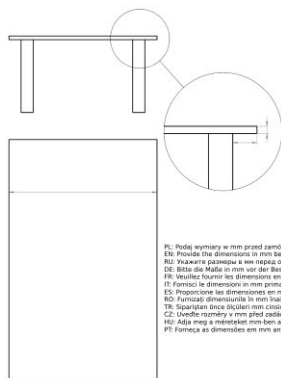 PL: Podaj wymiary w mm przed zamó
EN: Provide the dimensions in mm be
RU: Укажите размеры в мм перед о
DE: Bitte die Maße in mm vor der Bes
FR: Veuillez fournir les dimensions en
IT: Fornisci le dimensioni in mm prima
ES: Proporcione las dimensiones en m
RO: Furnizați dimensiunile în mm înai
TR: Siparişten önce ölçüleri mm cinsi
CZ: Uveďte rozměry v mm před zadá
HU: Adja meg a méreteket mm-ben a
PT: Forneça as dimensões em mm an